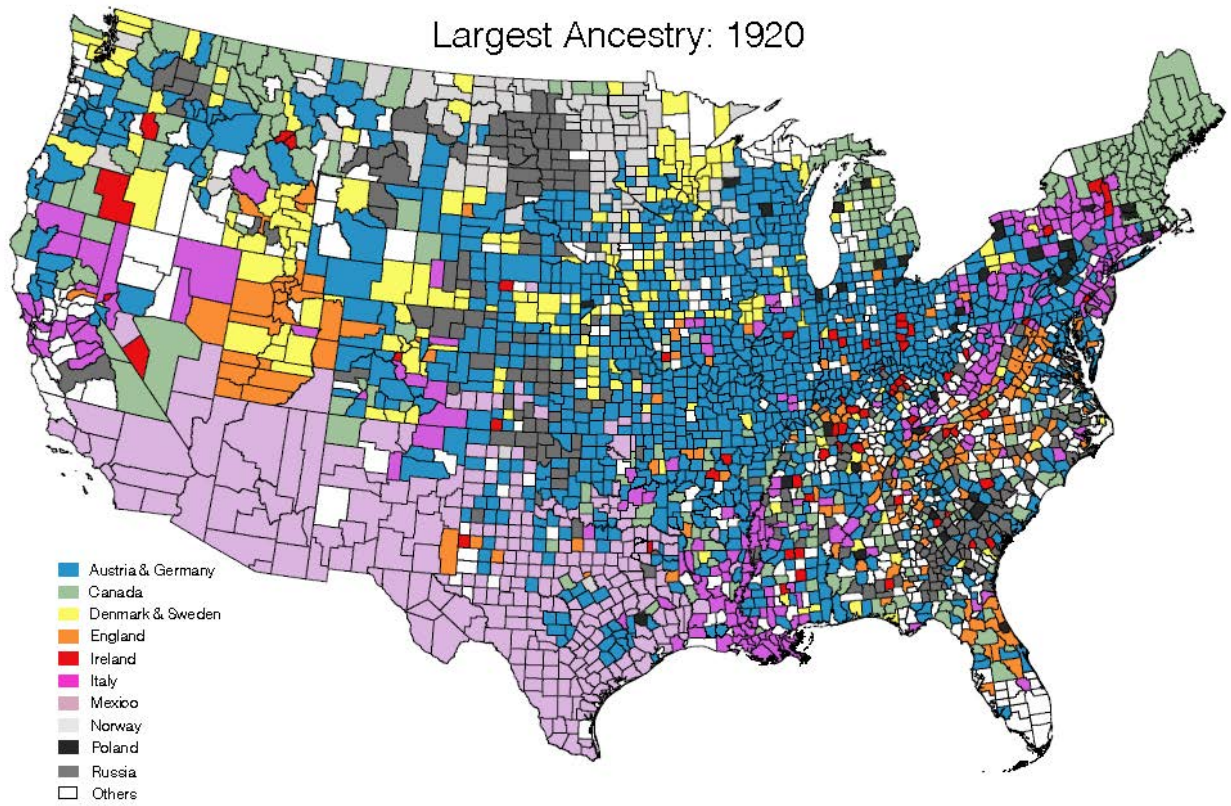 Largest Ancestry: 1920
Austria & Germany
Canada
Denmark & Sweden
England
Ireland
Italy
Mexico
Norway
Poland
Russia
Others